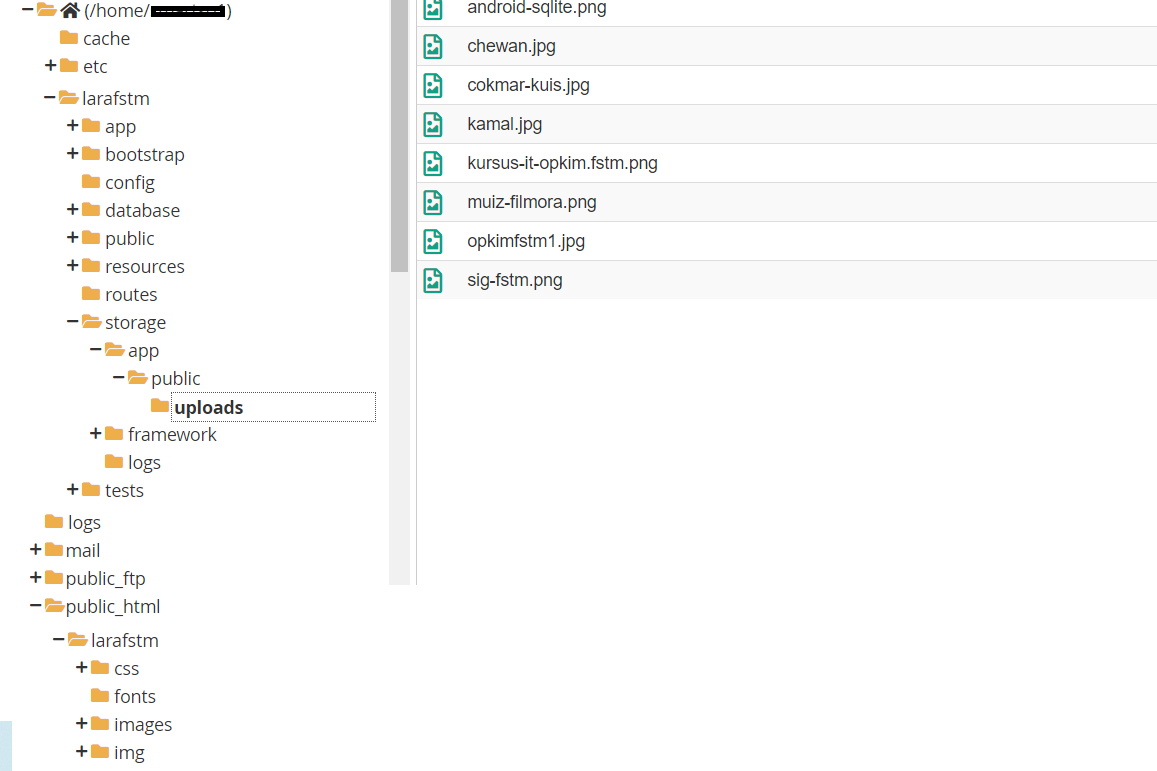 (/home/ )
cache
etc
larafstm
app
bootstrap
config
database
public
resources
routes
storage
app
public
uploads
framework
logs
tests
logs
mail
public_ftp
public_html
larafstm
css
fonts
images
img
android-sqlite.png
chewan.jpg
cokmar-kuis.jpg
kamal.jpg
kursus-it-opkim.fstm.png
muiz-filmora.png
opkimfstm1.jpg
sig-fstm.png